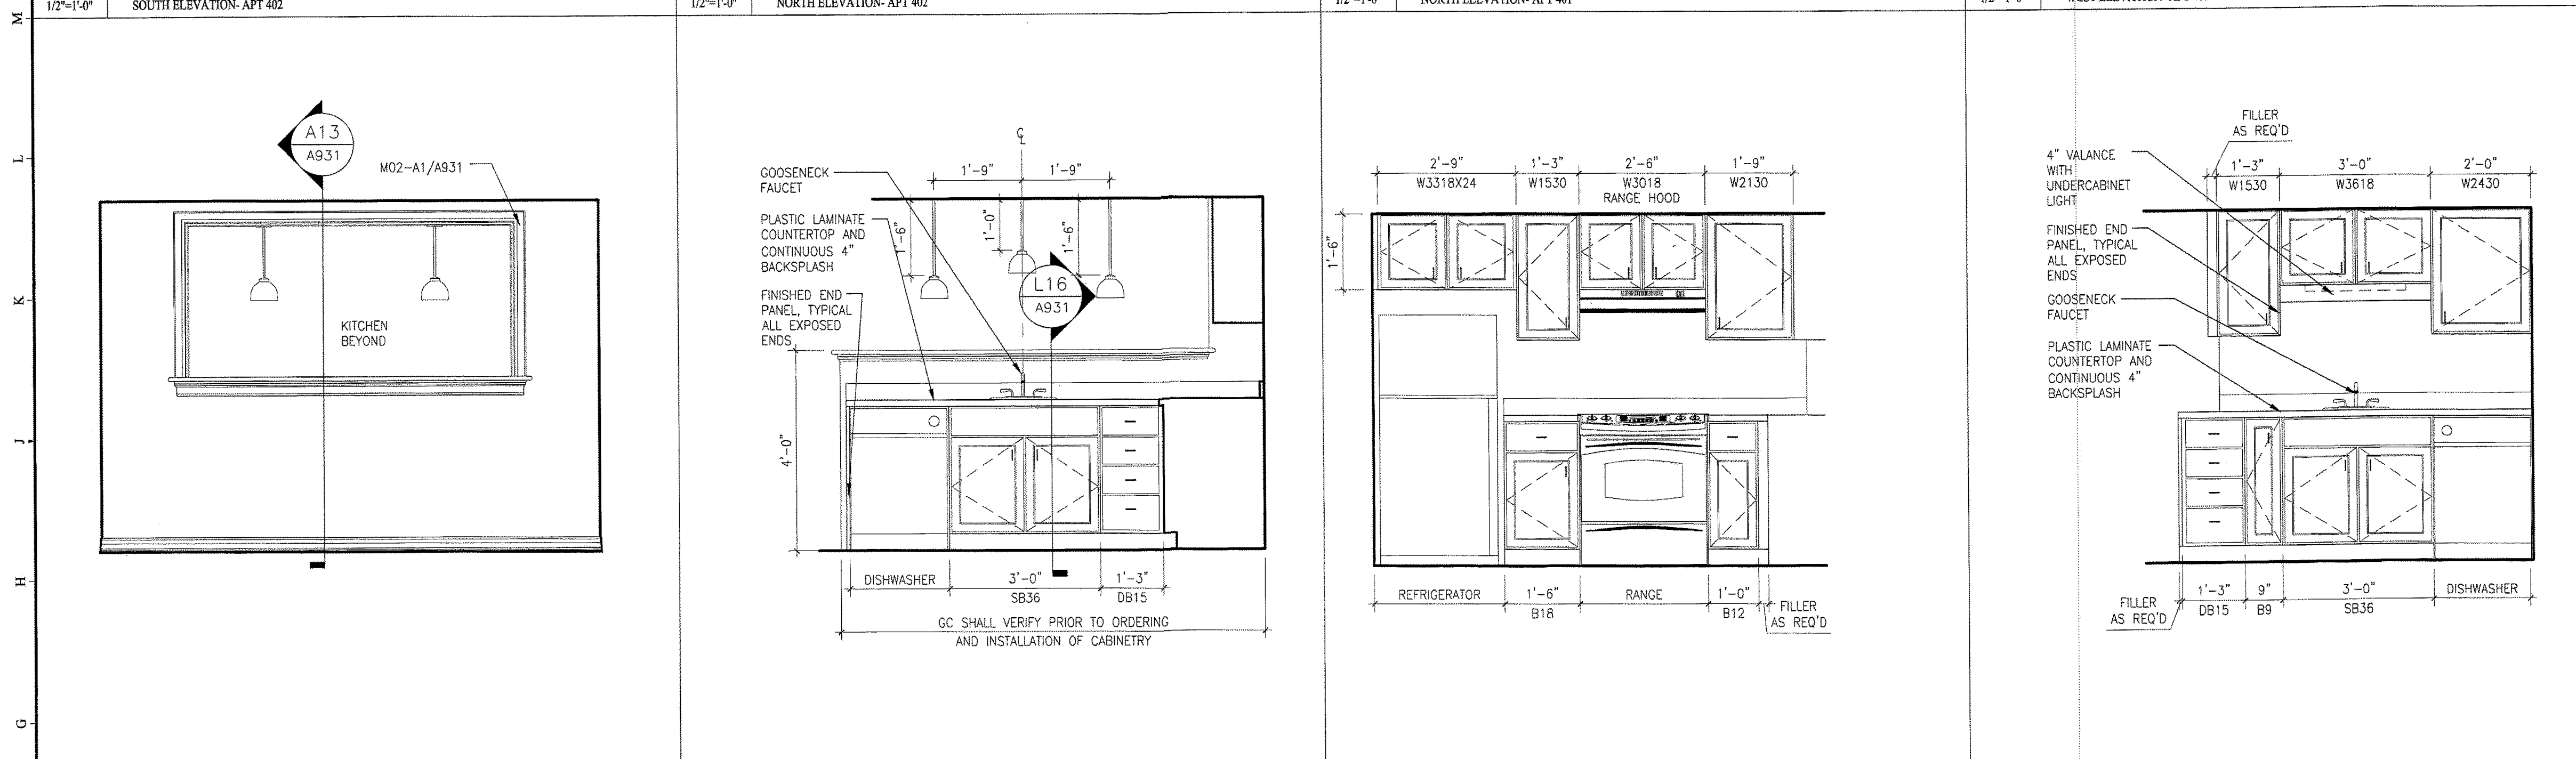 M
1/2"=1'-0"
SOUTH ELEVATION- APT 402
1/2"=1'-0"
NORTH ELEVATION- APT 402
1/2"=1'-0"
NORTH ELEVATION- APT 401
L
K
J
H
G
A13
A931
M02-A1/A931
KITCHEN
BEYOND
GOOSENECK
FAUCET
PLASTIC LAMINATE
COUNTERTOP AND
CONTINUOUS 4"
BACKSPLASH
FINISHED END
PANEL, TYPICAL
ALL EXPOSED
ENDS
℄
1'-9"
1'-9"
1'-6"
1'-0"
1'-6"
L16
A931
4'-0"
DISHWASHER
3'-0"
SB36
1'-3"
DB15
GC SHALL VERIFY PRIOR TO ORDERING
AND INSTALLATION OF CABINETRY
2'-9"
W3318X24
1'-3"
W1530
2'-6"
W3018
RANGE HOOD
1'-9"
W2130
1'-6"
REFRIGERATOR
1'-6"
B18
RANGE
1'-0"
B12
FILLER
AS REQ'D
FILLER
AS REQ'D
4" VALANCE
WITH
UNDERCABINET
LIGHT
FINISHED END
PANEL, TYPICAL
ALL EXPOSED
ENDS
GOOSENECK
FAUCET
PLASTIC LAMINATE
COUNTERTOP AND
CONTINUOUS 4"
BACKSPLASH
1'-3"
W1530
3'-0"
W3618
2'-0"
W2430
FILLER
AS REQ'D
1'-3"
DB15
9"
B9
3'-0"
SB36
DISHWASHER